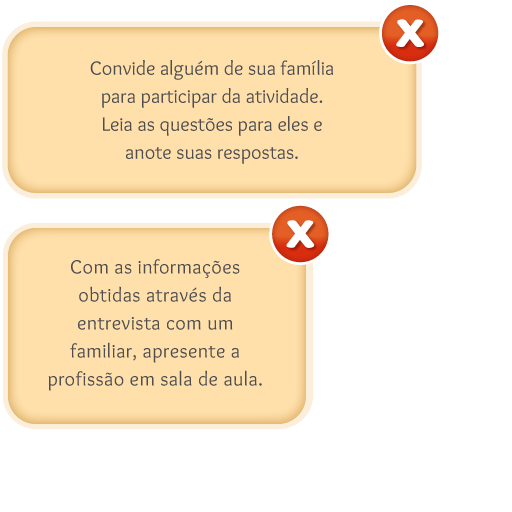 Convide alguém de sua família
para participar da atividade.
Leia as questões para eles e
anote suas respostas.
X
Com as informações
obtidas através da
entrevista com um
familiar, apresente a
profissão em sala de aula.
X